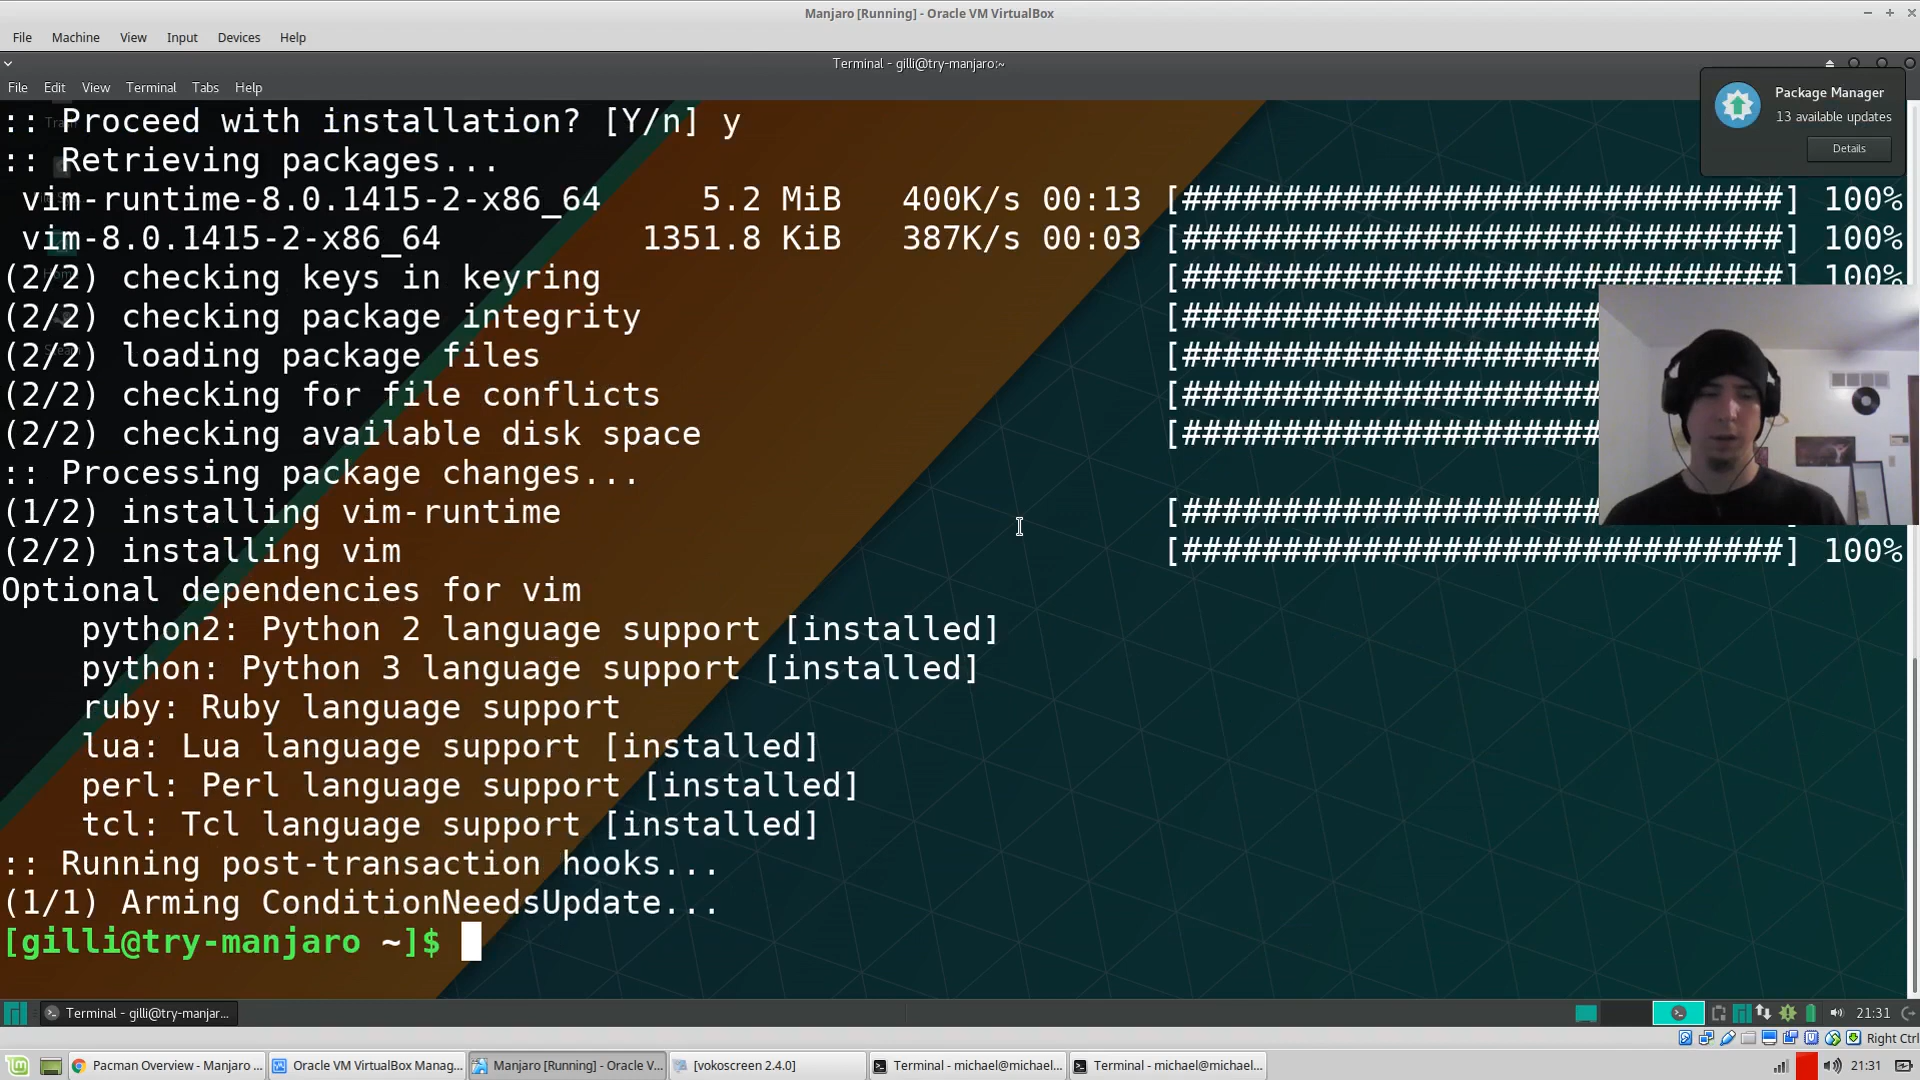 Manjaro [Running] - Oracle VM VirtualBox
File Machine View Input Devices Help
Terminal - gilli@try-manjaro:~
File Edit View Terminal Tabs Help
Package Manager
13 available updates
Details
:: Proceed with installation? [Y/n] y
:: Retrieving packages...
vim-runtime-8.0.1415-2-x86_64 5.2 MiB 400K/s 00:13 [##############################] 100%
vim-8.0.1415-2-x86_64 1351.8 KiB 387K/s 00:03 [##############################] 100%
(2/2) checking keys in keyring [##############################] 100%
(2/2) checking package integrity [#####################
(2/2) loading package files [#####################
(2/2) checking for file conflicts [#####################
(2/2) checking available disk space [#####################
:: Processing package changes...
(1/2) installing vim-runtime [#####################
(2/2) installing vim [##############################] 100%
Optional dependencies for vim
python2: Python 2 language support [installed]
python: Python 3 language support [installed]
ruby: Ruby language support
lua: Lua language support [installed]
perl: Perl language support [installed]
tcl: Tcl language support [installed]
:: Running post-transaction hooks...
(1/1) Arming ConditionNeedsUpdate...
[gilli@try-manjaro ~]$
Terminal - gilli@try-manjar...
21:31
Right Ctrl
Pacman Overview - Manjaro ...
Oracle VM VirtualBox Manag...
Manjaro [Running] - Oracle V...
[vokoscreen 2.4.0]
Terminal - michael@michael...
Terminal - michael@michael...
21:31